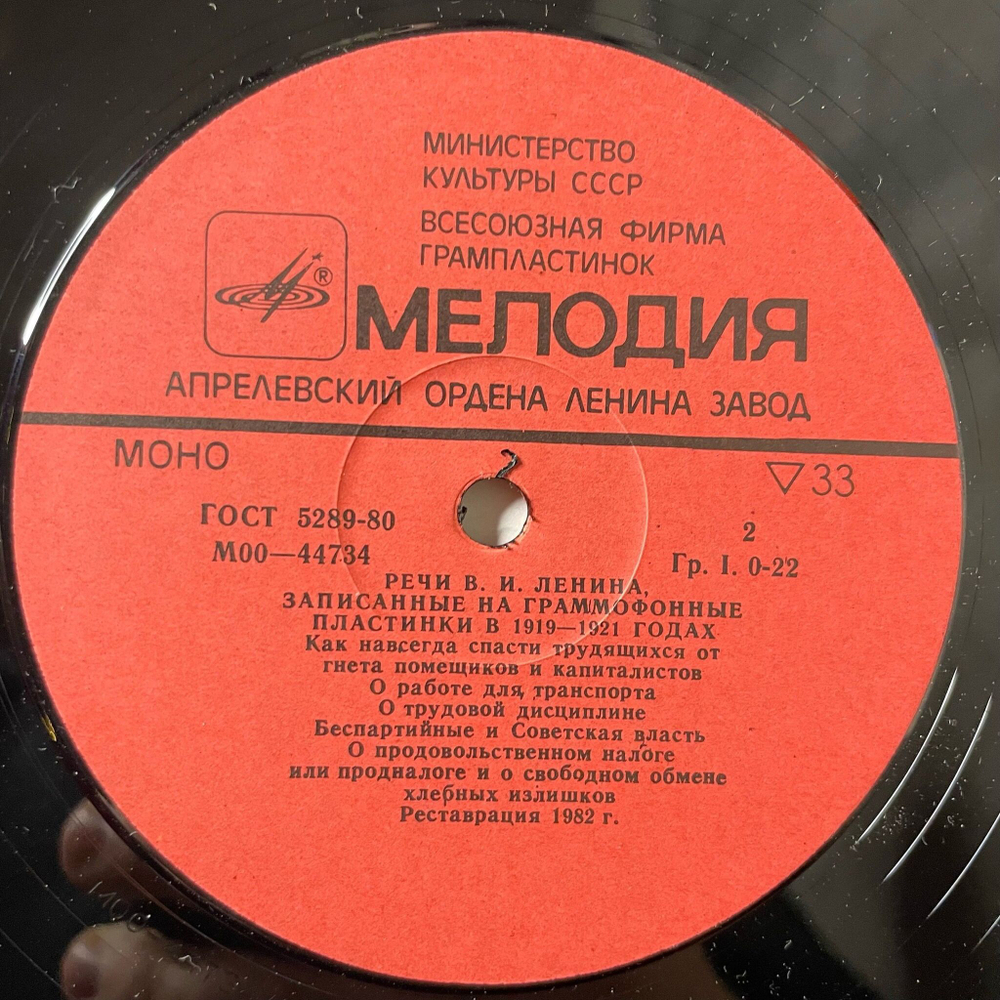 МИНИСТЕРСТВО
КУЛЬТУРЫ СССР
ВСЕСОЮЗНАЯ ФИРМА
ГРАМПЛАСТИНОК
®
МЕЛОДИЯ
АПРЕЛЕВСКИЙ ОРДЕНА ЛЕНИНА ЗАВОД
МОНО
▽33
ГОСТ 5289-80
М00—44734
2
Гр. I. 0-22
РЕЧИ В. И. ЛЕНИНА,
ЗАПИСАННЫЕ НА ГРАММОФОННЫЕ
ПЛАСТИНКИ В 1919—1921 ГОДАХ
Как навсегда спасти трудящихся от
гнета помещиков и капиталистов
О работе для транспорта
О трудовой дисциплине
Беспартийные и Советская власть
О продовольственном налоге
или продналоге и о свободном обмене
хлебных излишков
Реставрация 1982 г.